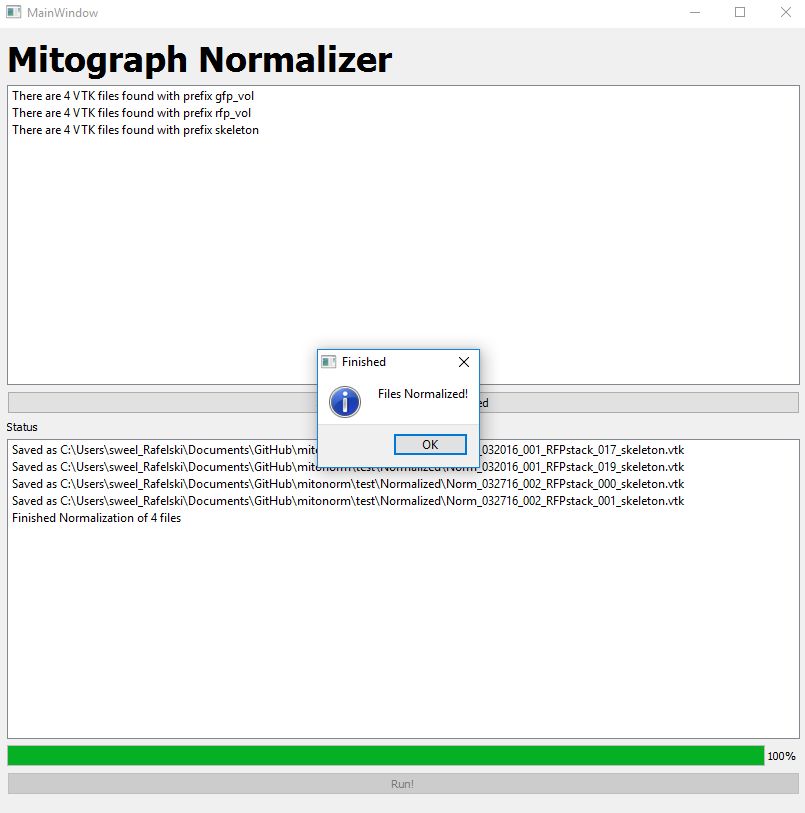 MainWindow
Mitograph Normalizer
There are 4 VTK files found with prefix gfp_vol
There are 4 VTK files found with prefix rfp_vol
There are 4 VTK files found with prefix skeleton
Finished
Files Normalized!
OK
Status
Saved as C:\Users\sweel_Rafelski\Documents\GitHub\mito 032016_001_RFPstack_017_skeleton.vtk
Saved as C:\Users\sweel_Rafelski\Documents\GitHub\mitonorm\test\Normalized\Norm_032016_001_RFPstack_019_skeleton.vtk
Saved as C:\Users\sweel_Rafelski\Documents\GitHub\mitonorm\test\Normalized\Norm_032716_002_RFPstack_000_skeleton.vtk
Saved as C:\Users\sweel_Rafelski\Documents\GitHub\mitonorm\test\Normalized\Norm_032716_002_RFPstack_001_skeleton.vtk
Finished Normalization of 4 files
100%
Run!